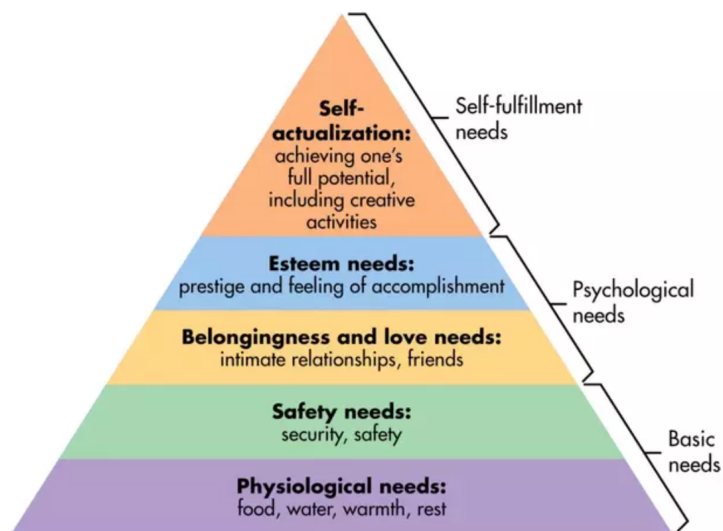 Self-
actualization:
achieving one's
full potential,
including creative
activities
Self-fulfillment
needs
Esteem needs:
prestige and feeling of accomplishment
Psychological
needs
Belongingness and love needs:
intimate relationships, friends
Safety needs:
security, safety
Basic
needs
Physiological needs:
food, water, warmth, rest